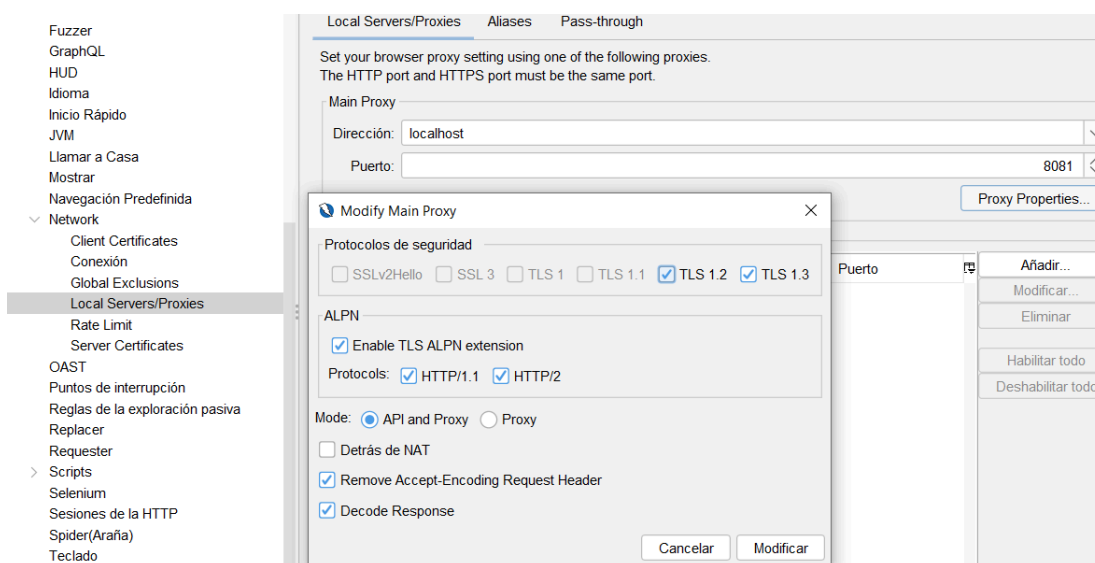 Fuzzer
GraphQL
HUD
Idioma
Inicio Rápido
JVM
Llamar a Casa
Mostrar
Navegación Predefinida
Network
Client Certificates
Conexión
Global Exclusions
Local Servers/Proxies
Rate Limit
Server Certificates
OAST
Puntos de interrupción
Reglas de la exploración pasiva
Replacer
Requester
Scripts
Selenium
Sesiones de la HTTP
Spider(Araña)
Teclado
Local Servers/Proxies Aliases Pass-through
Set your browser proxy setting using one of the following proxies.
The HTTP port and HTTPS port must be the same port.
Main Proxy
Dirección: localhost
Puerto: 8081
Proxy Properties...
Modify Main Proxy
Protocolos de seguridad
SSLv2Hello SSL 3 TLS 1 TLS 1.1 TLS 1.2 TLS 1.3
ALPN
Enable TLS ALPN extension
Protocols: HTTP/1.1 HTTP/2
Mode: API and Proxy Proxy
Detrás de NAT
Remove Accept-Encoding Request Header
Decode Response
Cancelar Modificar
Puerto
Añadir...
Modificar...
Eliminar
Habilitar todo
Deshabilitar todo